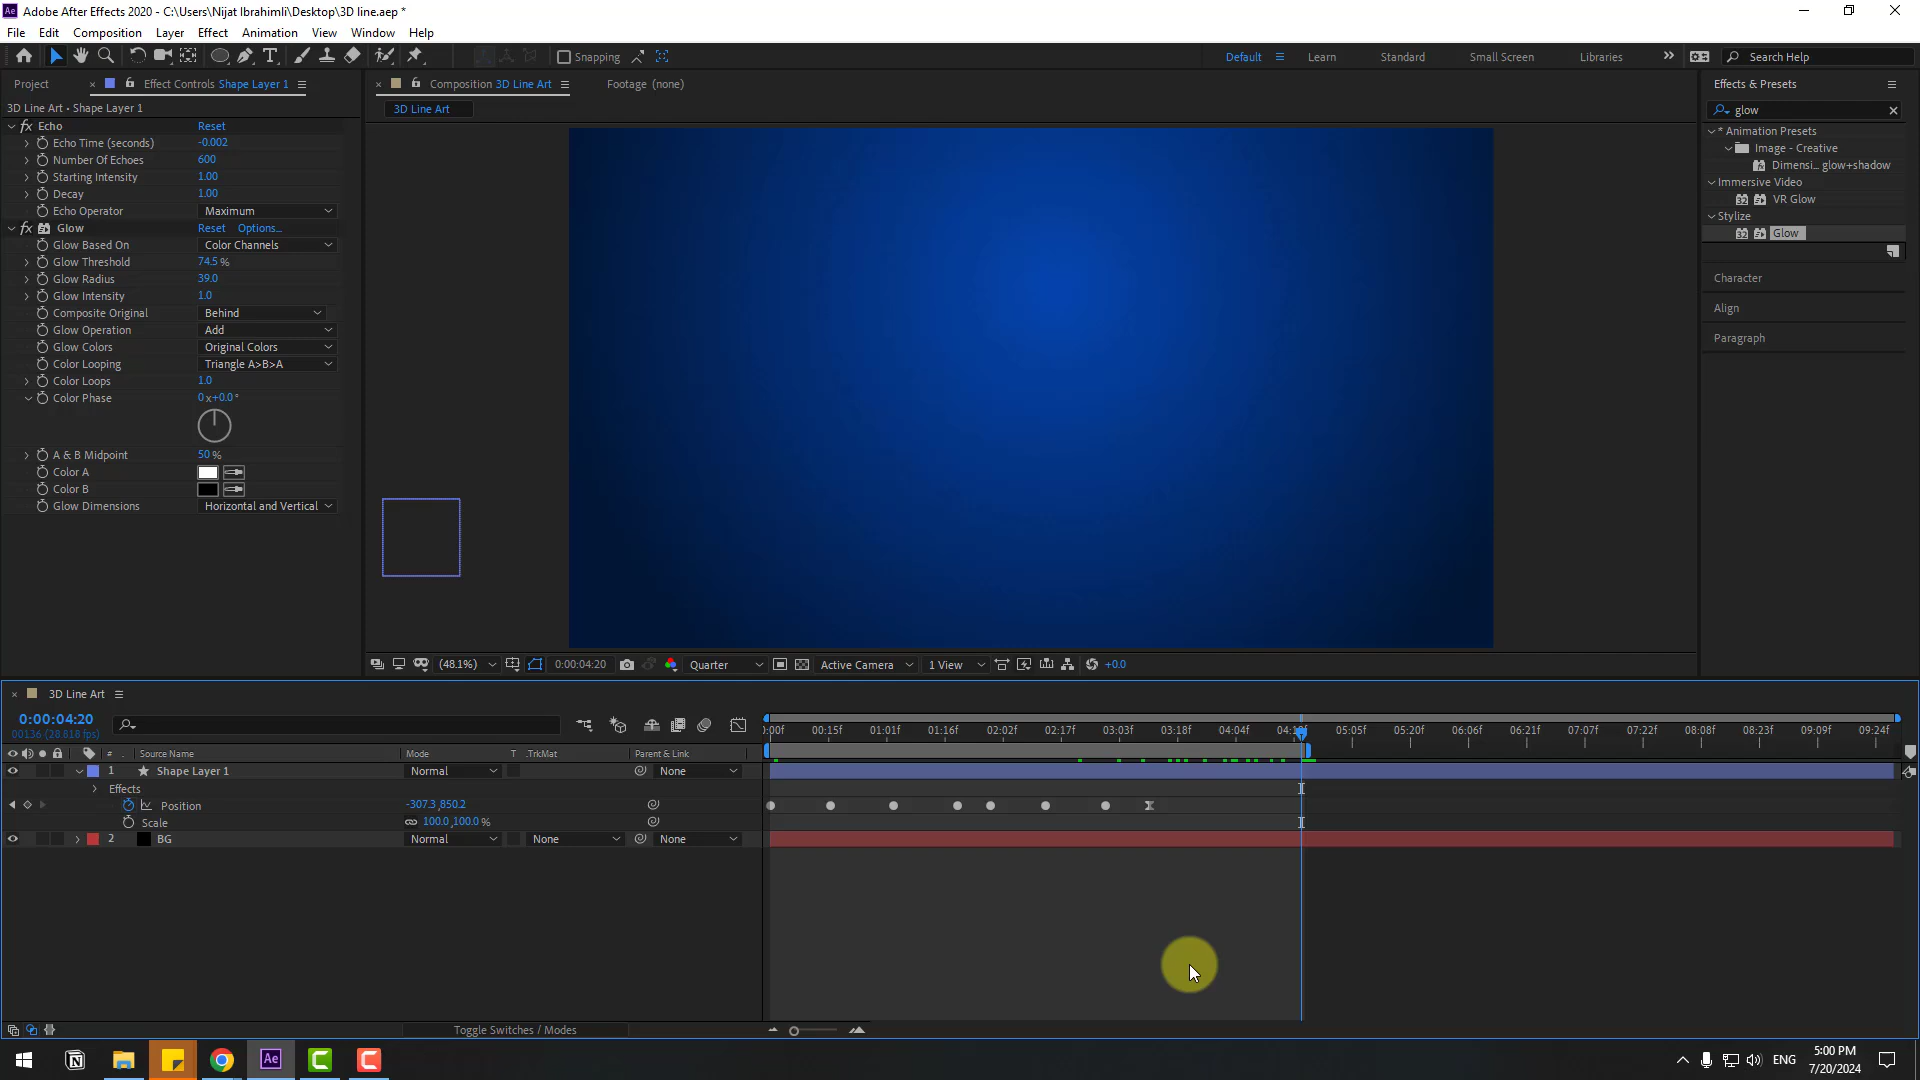 Adobe After Effects 2020 - C:\Users\Nijat Ibrahimli\Desktop\3D line.aep *
File Edit Composition Layer Effect Animation View Window Help
Snapping
Default Learn Standard Small Screen Libraries
Search Help
Project
Effect Controls Shape Layer 1
3D Line Art • Shape Layer 1
fx Echo Reset
Echo Time (seconds) -0.002
Number Of Echoes 600
Starting Intensity 1.00
Decay 1.00
Echo Operator Maximum
fx Glow Reset Options...
Glow Based On Color Channels
Glow Threshold 74.5 %
Glow Radius 39.0
Glow Intensity 1.0
Composite Original Behind
Glow Operation Add
Glow Colors Original Colors
Color Looping Triangle A>B>A
Color Loops 1.0
Color Phase 0 x+0.0 °
A & B Midpoint 50 %
Color A
Color B
Glow Dimensions Horizontal and Vertical
Composition 3D Line Art
Footage (none)
3D Line Art
(48.1%) 0:00:04:20 Quarter Active Camera 1 View +0.0
Effects & Presets
glow
* Animation Presets
Image - Creative
Dimensi... glow+shadow
Immersive Video
32 VR Glow
Stylize
32 Glow
Character
Align
Paragraph
3D Line Art
0:00:04:20
00136 (28.818 fps)
# Source Name Mode T .TrkMat Parent & Link
1 Shape Layer 1 Normal None
Effects
Position -307.3,850.2
Scale 100.0,100.0 %
2 BG Normal None None
Toggle Switches / Modes
):00f 00:15f 01:01f 01:16f 02:02f 02:17f 03:03f 03:18f 04:04f 05:05f 05:20f 06:06f 06:21f 07:07f 07:22f 08:08f 08:23f 09:09f 09:24f
Ae
ENG
5:00 PM
7/20/2024